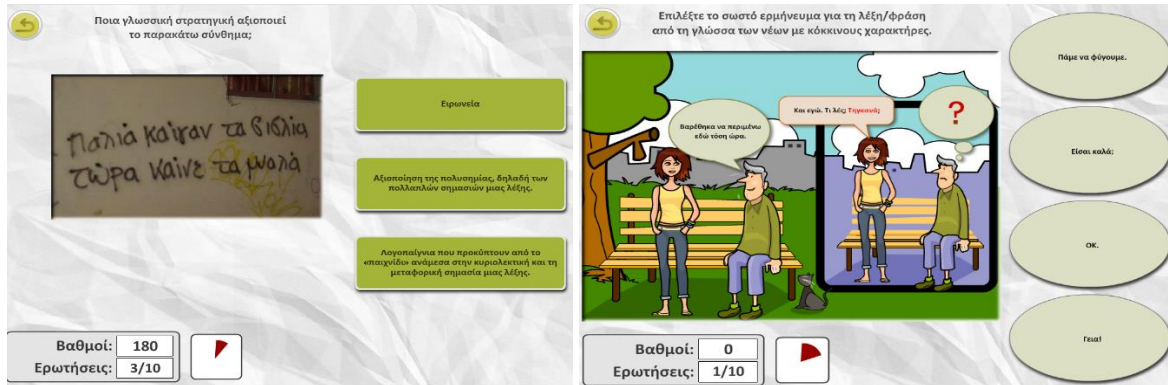 Ποια γλωσσική στρατηγική αξιοποιεί
το παρακάτω σύνθημα;
Παλιά καίγαν τα βιβλία
τώρα καίνε τα μυαλά
Ειρωνεία
Αξιοποίηση της πολυσημίας, δηλαδή των
πολλαπλών σημασιών μιας λέξης.
Λογοπαίγνια που προκύπτουν από το
«παιχνίδι» ανάμεσα στην κυριολεκτική και τη
μεταφορική σημασία μιας λέξης.
Βαθμοί: 180
Ερωτήσεις: 3/10
Επιλέξτε το σωστό ερμήνευμα για τη λέξη/φράση
από τη γλώσσα των νέων με κόκκινους χαρακτήρες.
Βαρέθηκα να περιμένω
εδώ τόση ώρα.
Και εγώ. Τι λές; Τηγκανά;
?
Πάμε να φύγουμε.
Είσαι καλά;
ΟΚ.
Γεια!
Βαθμοί: 0
Ερωτήσεις: 1/10